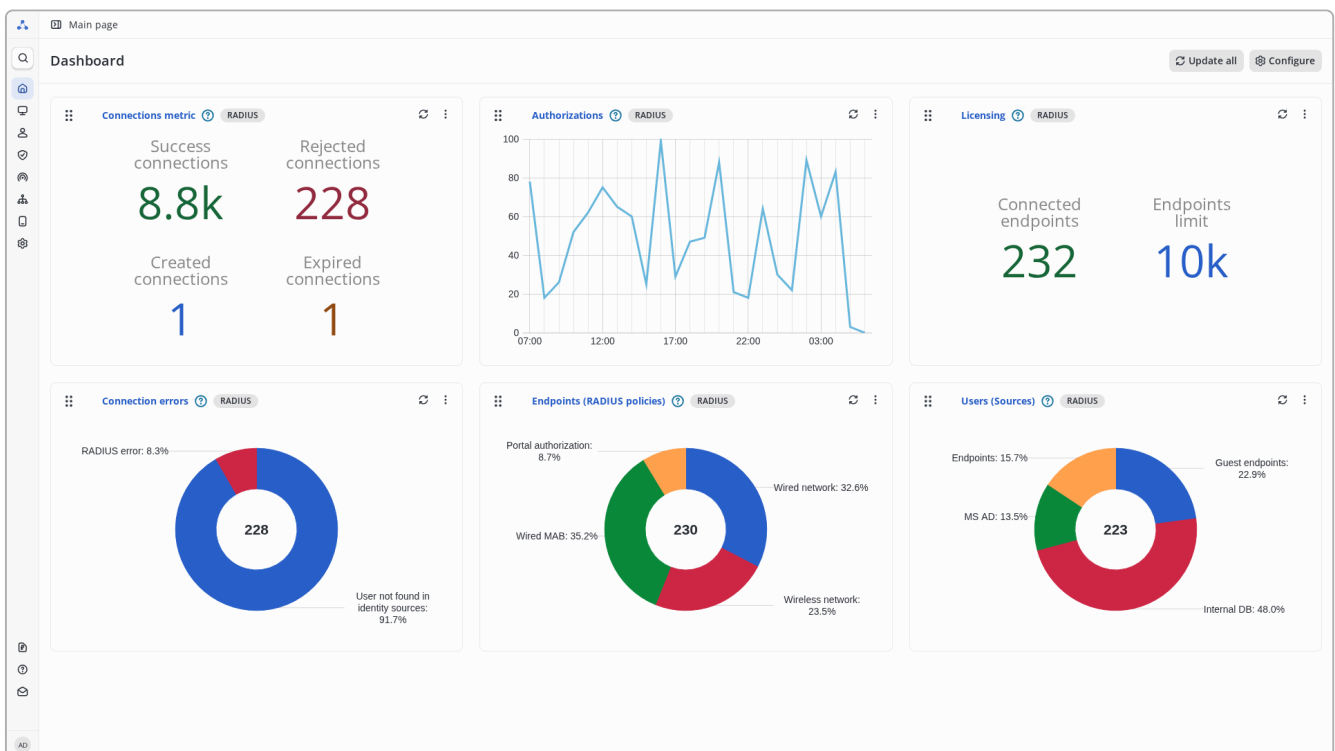 Main page
Dashboard
Update all
Configure
Connections metric
RADIUS
Success
connections
8.8k
Rejected
connections
228
Created
connections
1
Expired
connections
1
Authorizations
RADIUS
100
80
60
40
20
0
07:00
12:00
17:00
22:00
03:00
Licensing
RADIUS
Connected
endpoints
232
Endpoints
limit
10k
Connection errors
RADIUS
RADIUS error: 8.3%
228
User not found in
identity sources:
91.7%
Endpoints (RADIUS policies)
RADIUS
Portal authorization:
8.7%
Wired network: 32.6%
Wired MAB: 35.2%
230
Wireless network:
23.5%
Users (Sources)
RADIUS
Endpoints: 15.7%
Guest endpoints:
22.9%
MS AD: 13.5%
223
Internal DB: 48.0%
AD